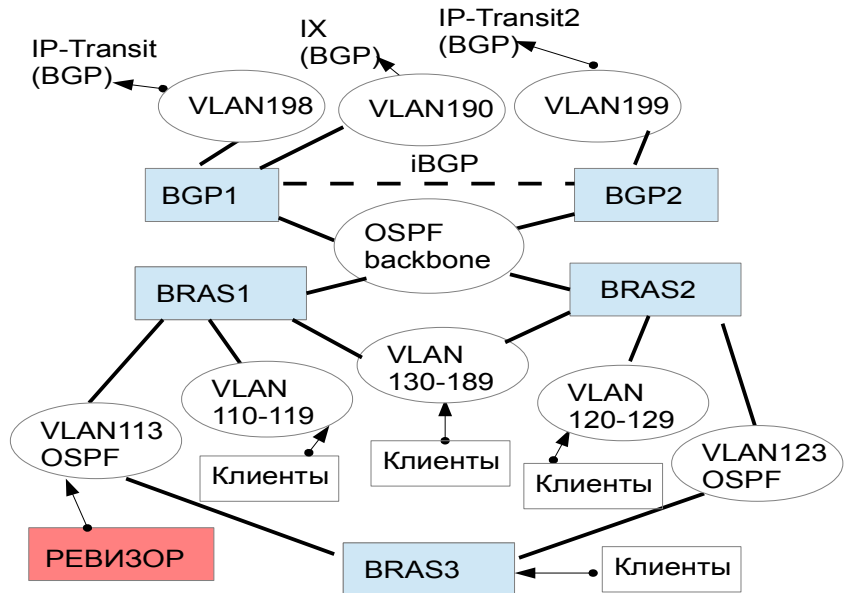 IX
IP-Transit2
(BGP)
IP-Transit
(BGP)
(BGP)
VLAN198
VLAN190
VLAN199
iBGP
BGP1
BGP2
OSPF
backbone
BRAS1
BRAS2
VLAN
130-189
VLAN
110-119
VLAN
120-129
VLAN113
OSPF
VLAN123
OSPF
Клиенты
Клиенты
Клиенты
РЕВИЗОР
BRAS3
Клиенты